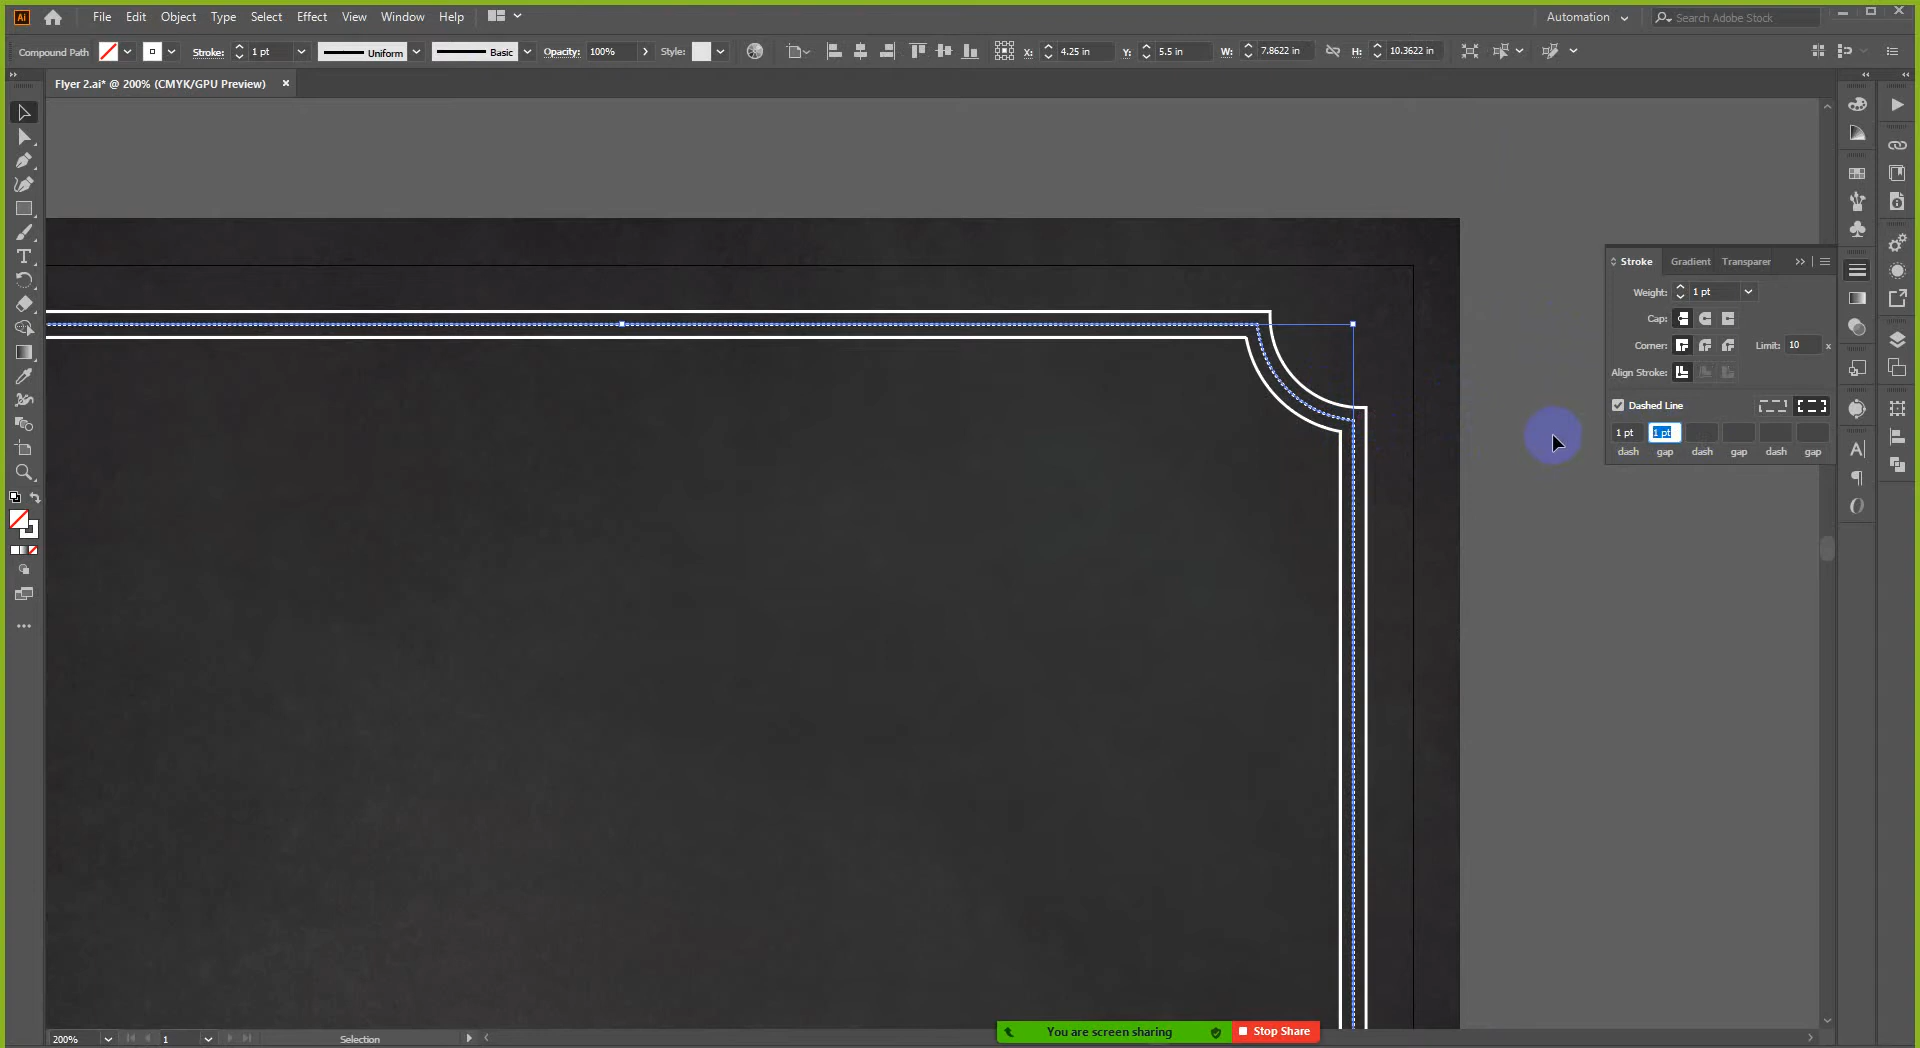 Ai File Edit Object Type Select Effect View Window Help Automation Search Adobe Stock
Compound Path Stroke: 1 pt Uniform Basic Opacity: 100% Style: X: 4.25 in Y: 5.5 in W: 7.8622 in H: 10.3622 in
Flyer 2.ai* @ 200% (CMYK/GPU Preview) ×
Stroke Gradient Transparer
Weight: 1 pt
Cap:
Corner: Limit: 10 x
Align Stroke:
Dashed Line
1 pt 1 pt
dash gap dash gap dash gap
200% 1 Selection
You are screen sharing Stop Share